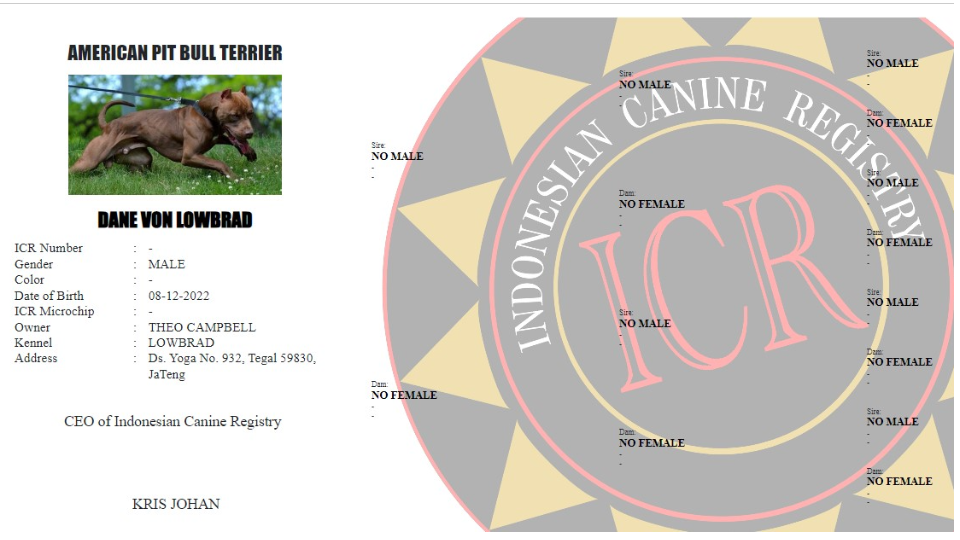 AMERICAN PIT BULL TERRIER
DANE VON LOWBRAD
ICR Number : -
Gender : MALE
Color : -
Date of Birth : 08-12-2022
ICR Microchip : -
Owner : THEO CAMPBELL
Kennel : LOWBRAD
Address : Ds. Yoga No. 932, Tegal 59830,
JaTeng
CEO of Indonesian Canine Registry
KRIS JOHAN
INDONESIAN CANINE REGISTRY
ICR
Sire:
NO MALE
-
-
Dam:
NO FEMALE
-
-
Sire:
NO MALE
-
-
Dam:
NO FEMALE
-
-
Sire:
NO MALE
-
-
Dam:
NO FEMALE
-
-
Sire:
NO MALE
-
-
Dam:
NO FEMALE
-
-
Sire:
NO MALE
-
-
Dam:
NO FEMALE
-
-
Sire:
NO MALE
-
-
Dam:
NO FEMALE
-
-
Sire:
NO MALE
-
-
Dam:
NO FEMALE
-
-